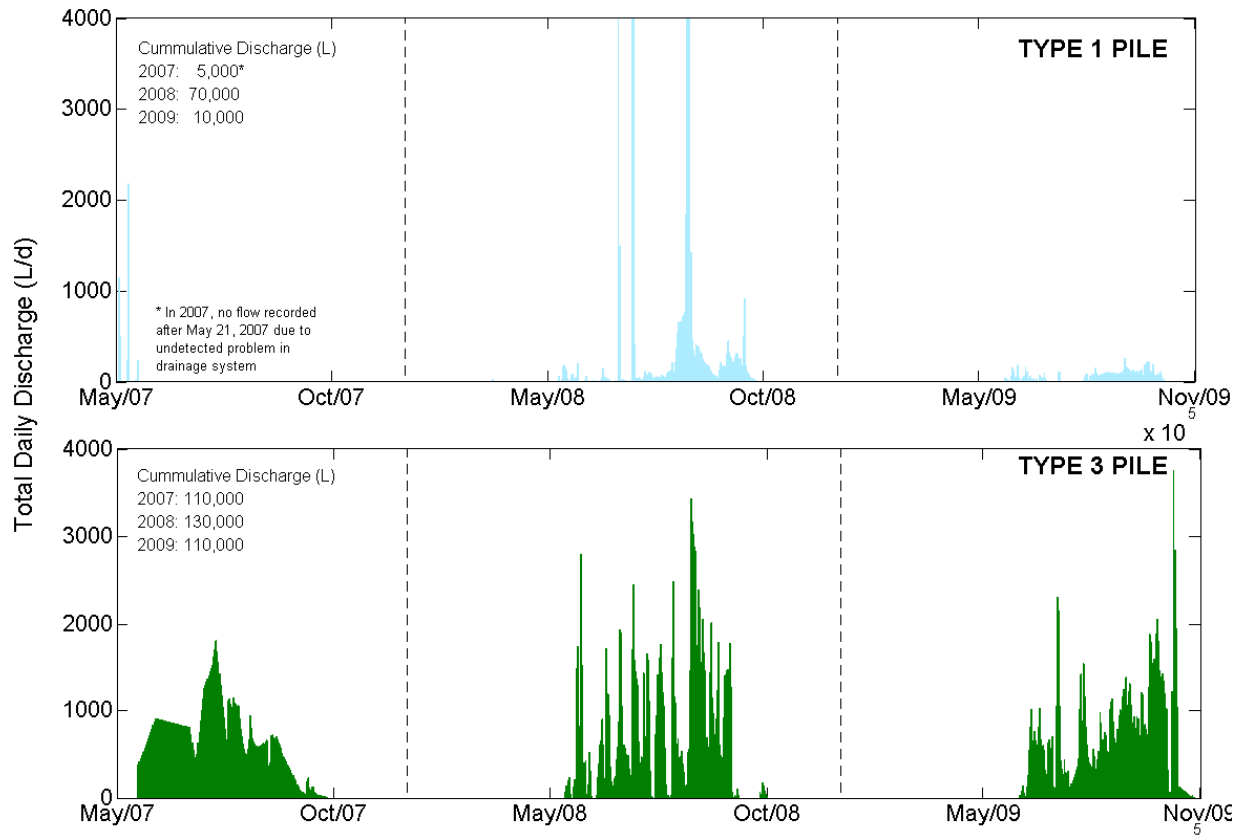 4000
Cummulative Discharge (L)
2007: 5,000*
2008: 70,000
2009: 10,000
TYPE 1 PILE
3000
2000
1000
* In 2007, no flow recorded
after May 21, 2007 due to
undetected problem in
drainage system
0
May/07 Oct/07 May/08 Oct/08 May/09 Nov/09
5
x 10
Total Daily Discharge (L/d)
4000
Cummulative Discharge (L)
2007: 110,000
2008: 130,000
2009: 110,000
TYPE 3 PILE
3000
2000
1000
0
May/07 Oct/07 May/08 Oct/08 May/09 Nov/09
5